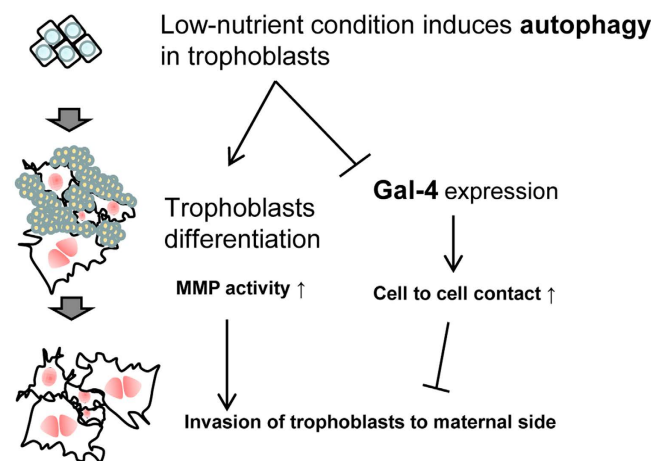 Low-nutrient condition induces autophagy
in trophoblasts
Trophoblasts
differentiation
MMP activity ↑
Gal-4 expression
Cell to cell contact ↑
Invasion of trophoblasts to maternal side